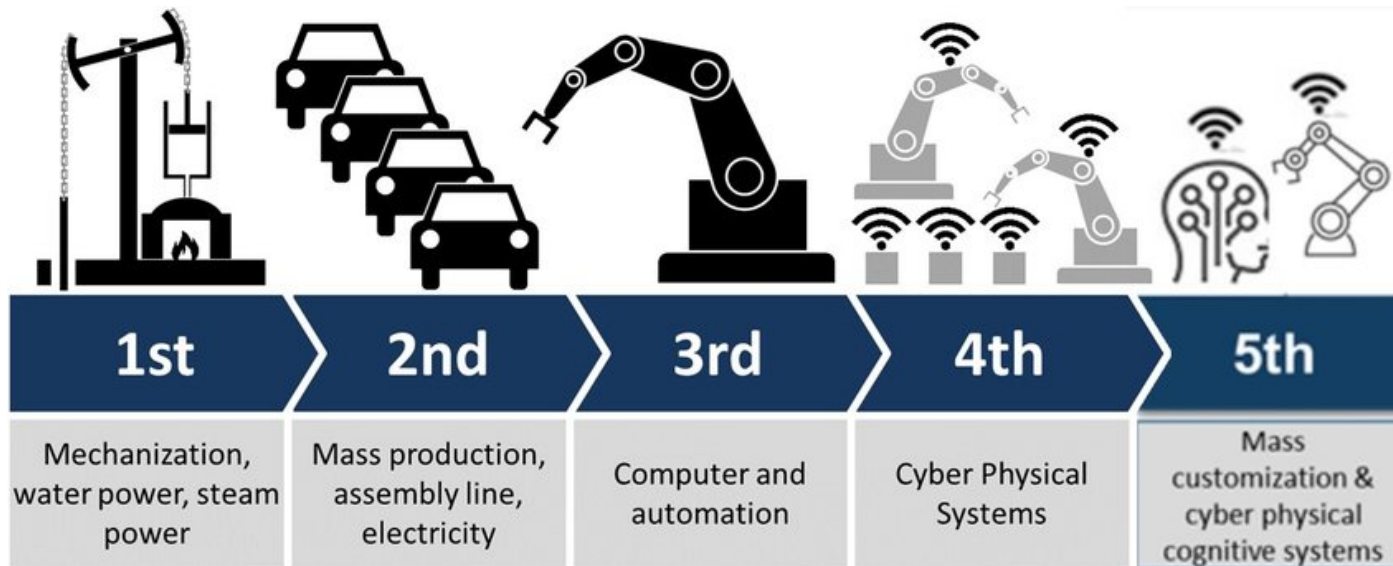 1st
2nd
3rd
4th
5th
Mechanization,
water power, steam
power
Mass production,
assembly line,
electricity
Computer and
automation
Cyber Physical
Systems
Mass
customization &
cyber physical
cognitive systems